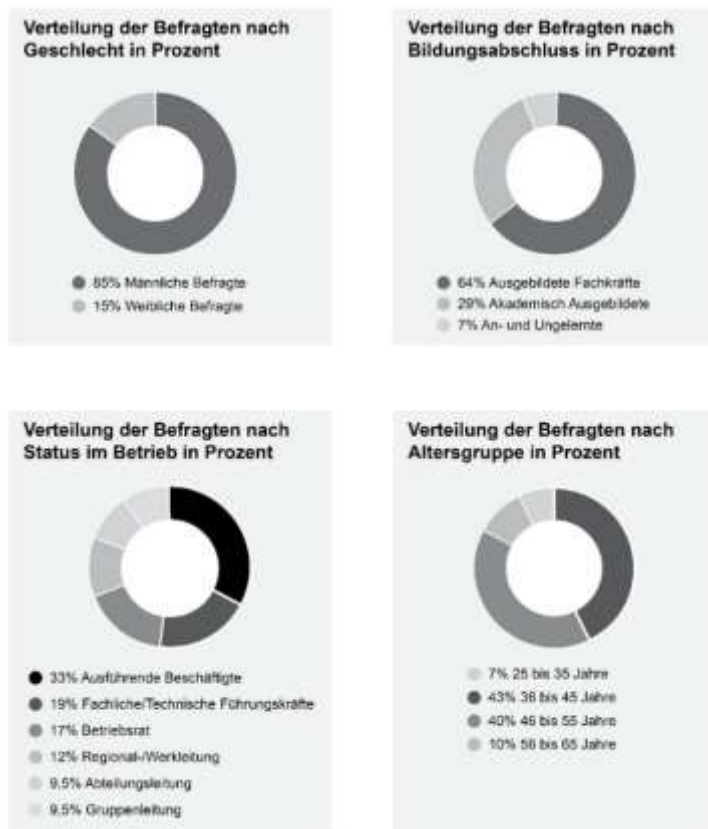 Verteilung der Befragten nach
Geschlecht in Prozent
85% Männliche Befragte
15% Weibliche Befragte
Verteilung der Befragten nach
Bildungsabschluss in Prozent
64% Ausgebildete Fachkräfte
29% Akademisch Ausgebildete
7% An- und Ungelernte
Verteilung der Befragten nach
Status im Betrieb in Prozent
33% Ausführende Beschäftigte
19% Fachliche/Technische Führungskräfte
17% Betriebsrat
12% Regional-/Werkleitung
9.5% Abteilungsleitung
9.5% Gruppenleitung
Verteilung der Befragten nach
Altersgruppe in Prozent
7% 25 bis 35 Jahre
43% 36 bis 45 Jahre
40% 46 bis 55 Jahre
10% 56 bis 65 Jahre